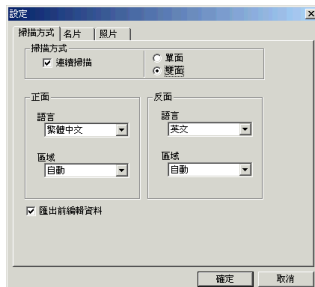 設定
掃描方式 名片 照片
掃描方式
連續掃描
單面
雙面
正面
反面
語言
語言
繁體中文
英文
區域
區域
自動
自動
匯出前編輯資料
確定 取消